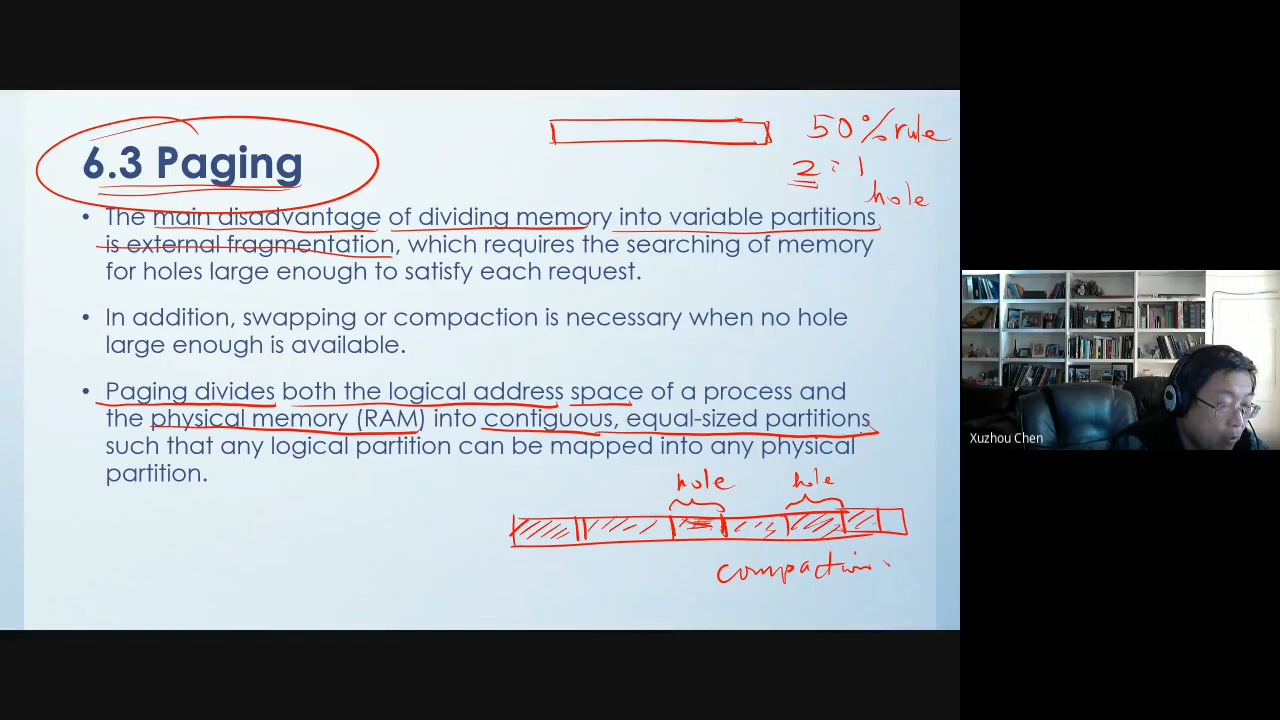 50% rule
6.3 Paging
2 : 1
hole
• The main disadvantage of dividing memory into variable partitions
is external fragmentation, which requires the searching of memory
for holes large enough to satisfy each request.
• In addition, swapping or compaction is necessary when no hole
large enough is available.
• Paging divides both the logical address space of a process and
the physical memory (RAM) into contiguous, equal-sized partitions
such that any logical partition can be mapped into any physical
partition.
hole hole
compaction.
Xuzhou Chen